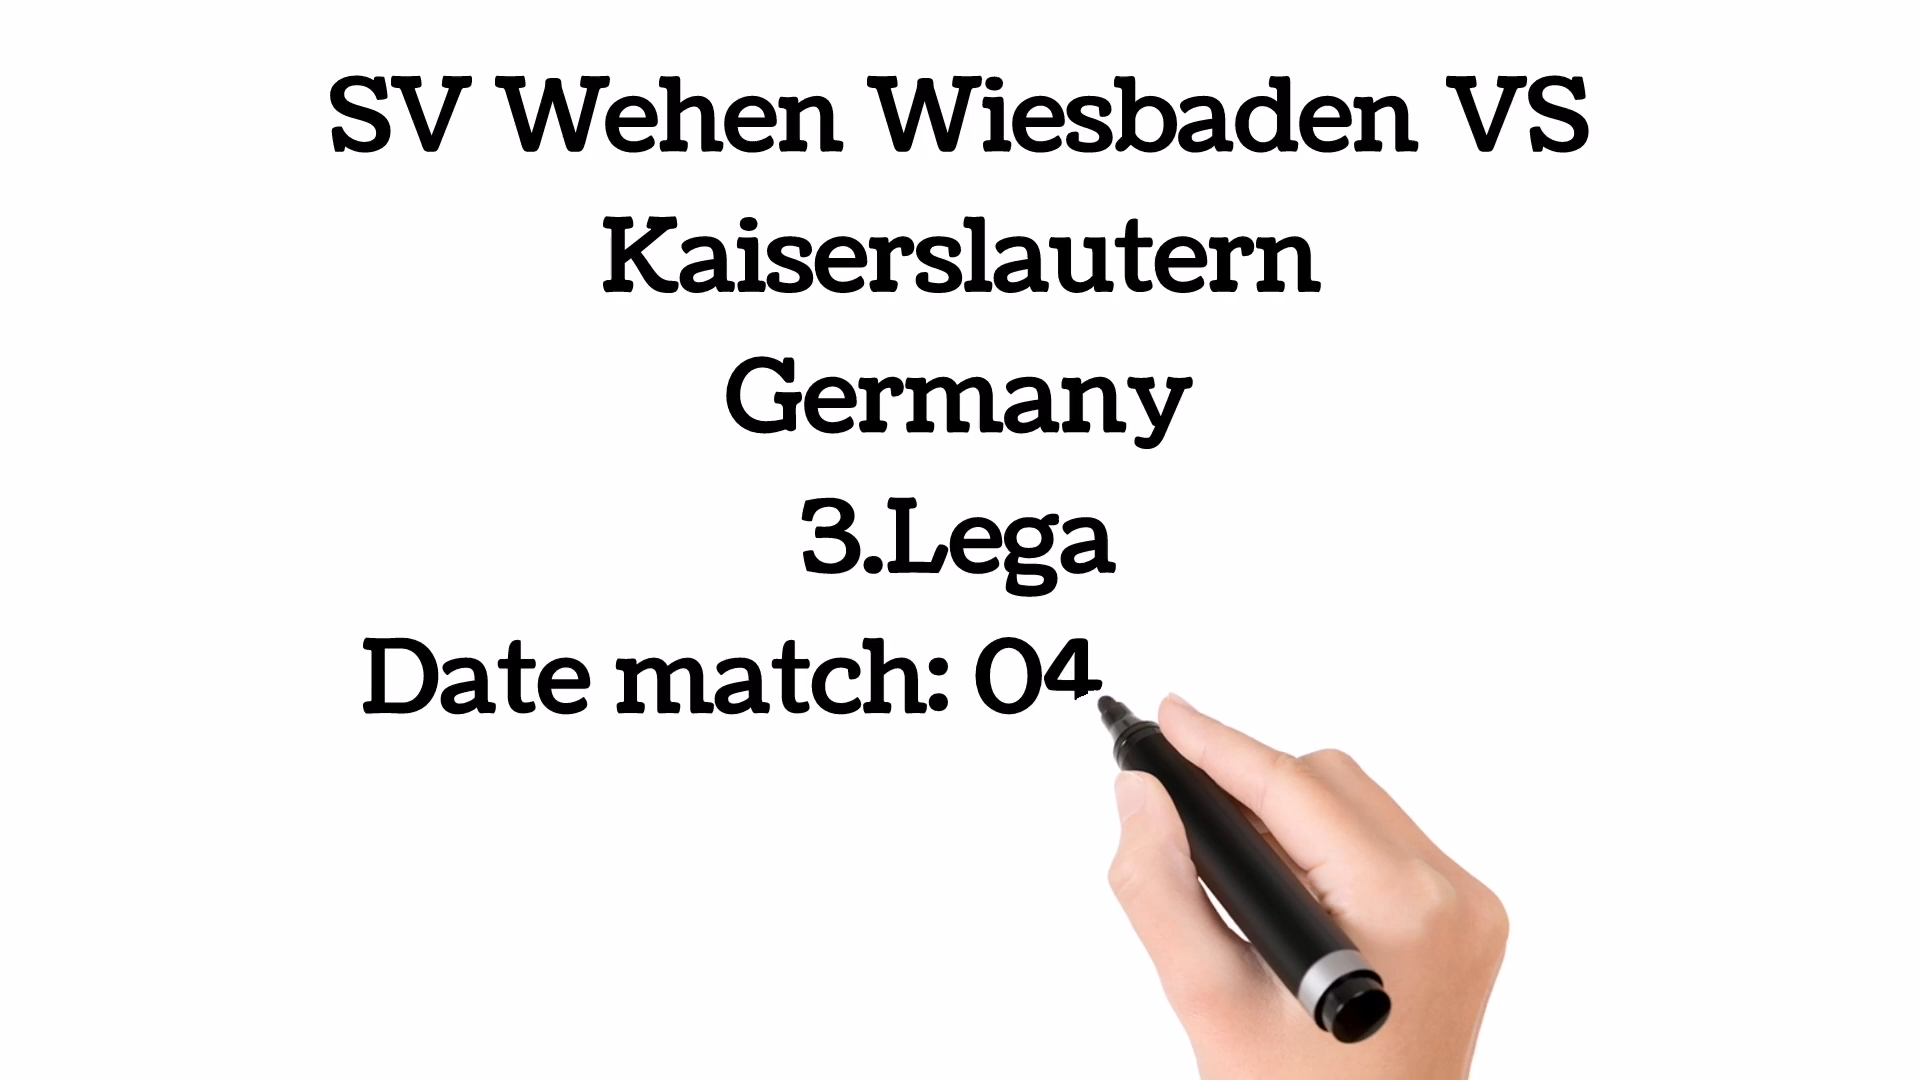 SV Wehen Wiesbaden VS
Kaiserslautern
Germany
3.Lega
Date match: 04